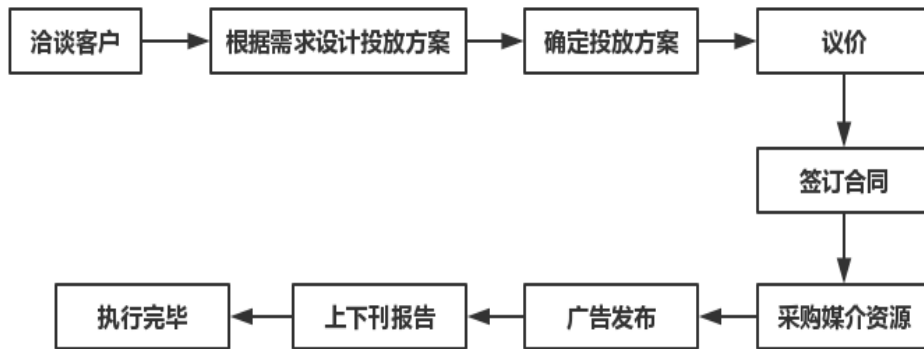 洽谈客户
根据需求设计投放方案
确定投放方案
议价
签订合同
采购媒介资源
广告发布
上下刊报告
执行完毕